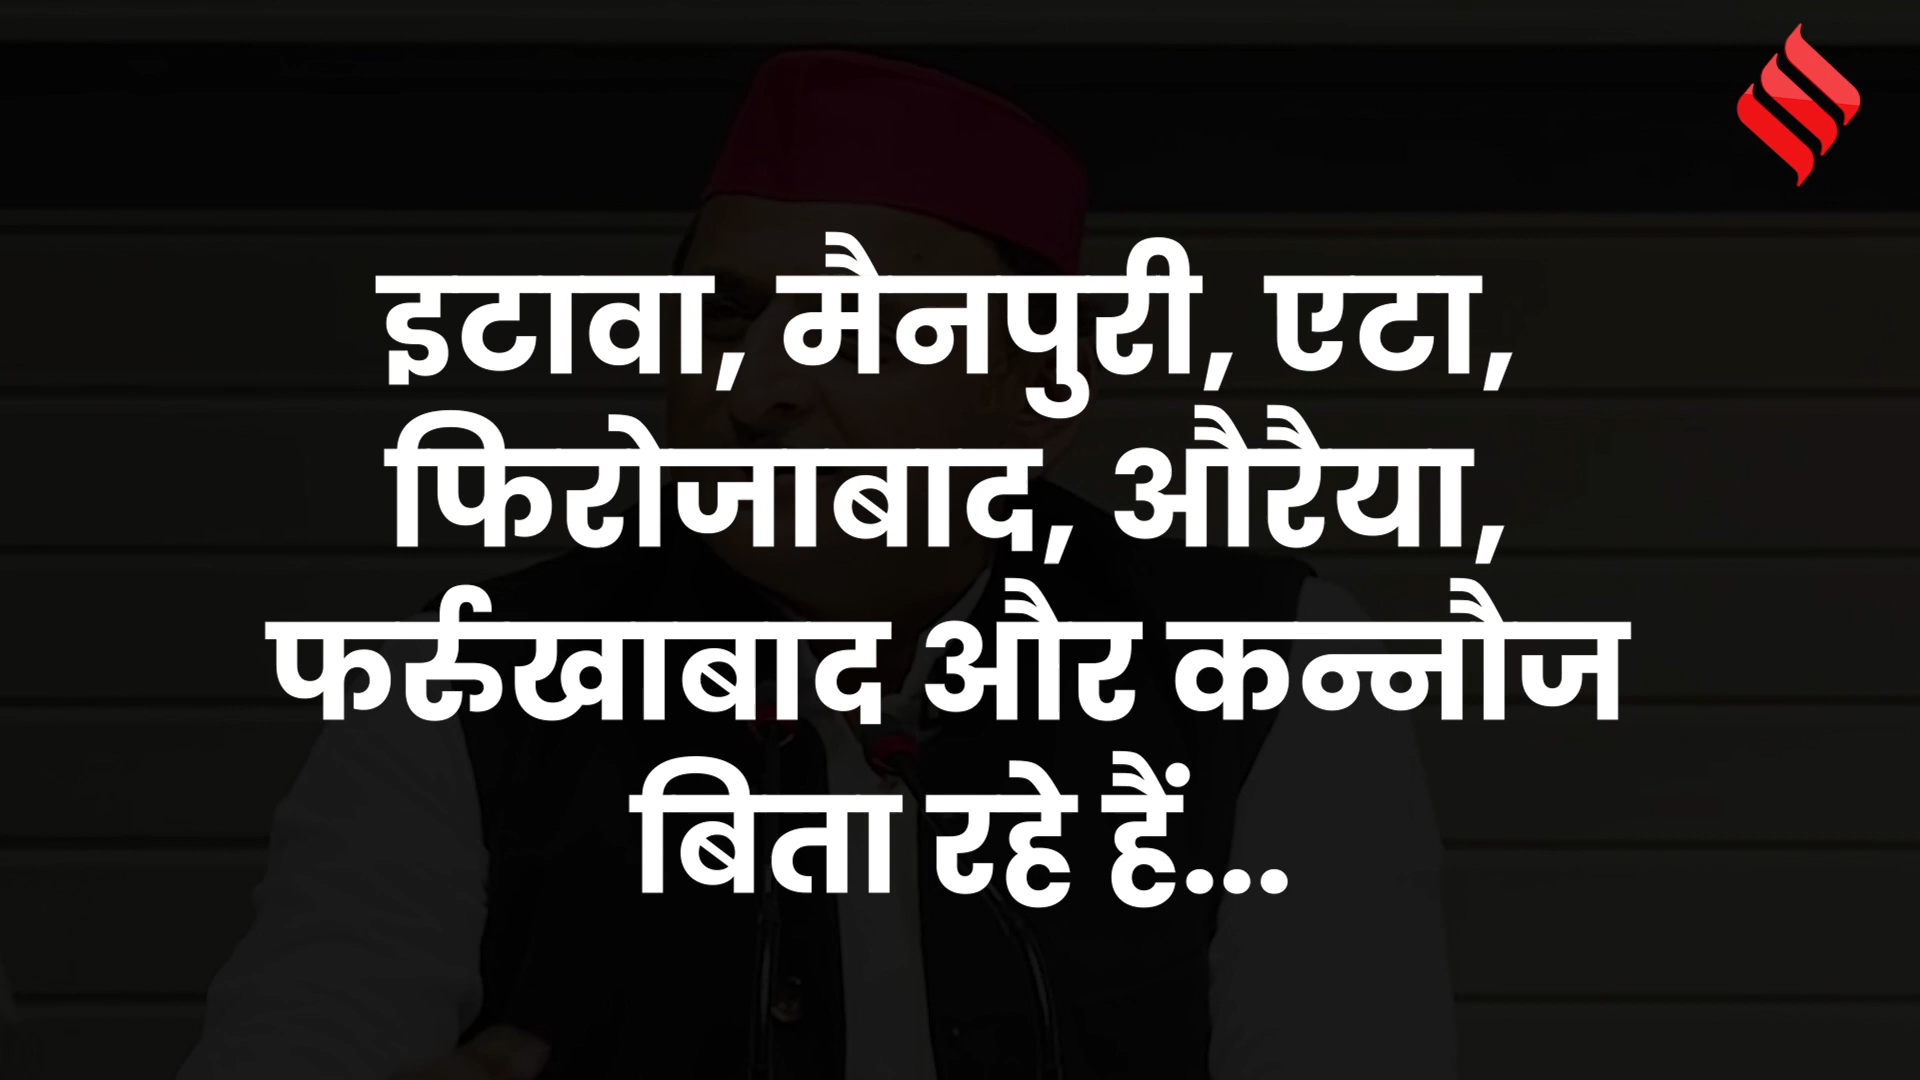 इटावा, मैनपुरी, एटा,
फिरोजाबाद, औरैया,
फर्रुखाबाद और कन्नौज
बिता रहे हैं...